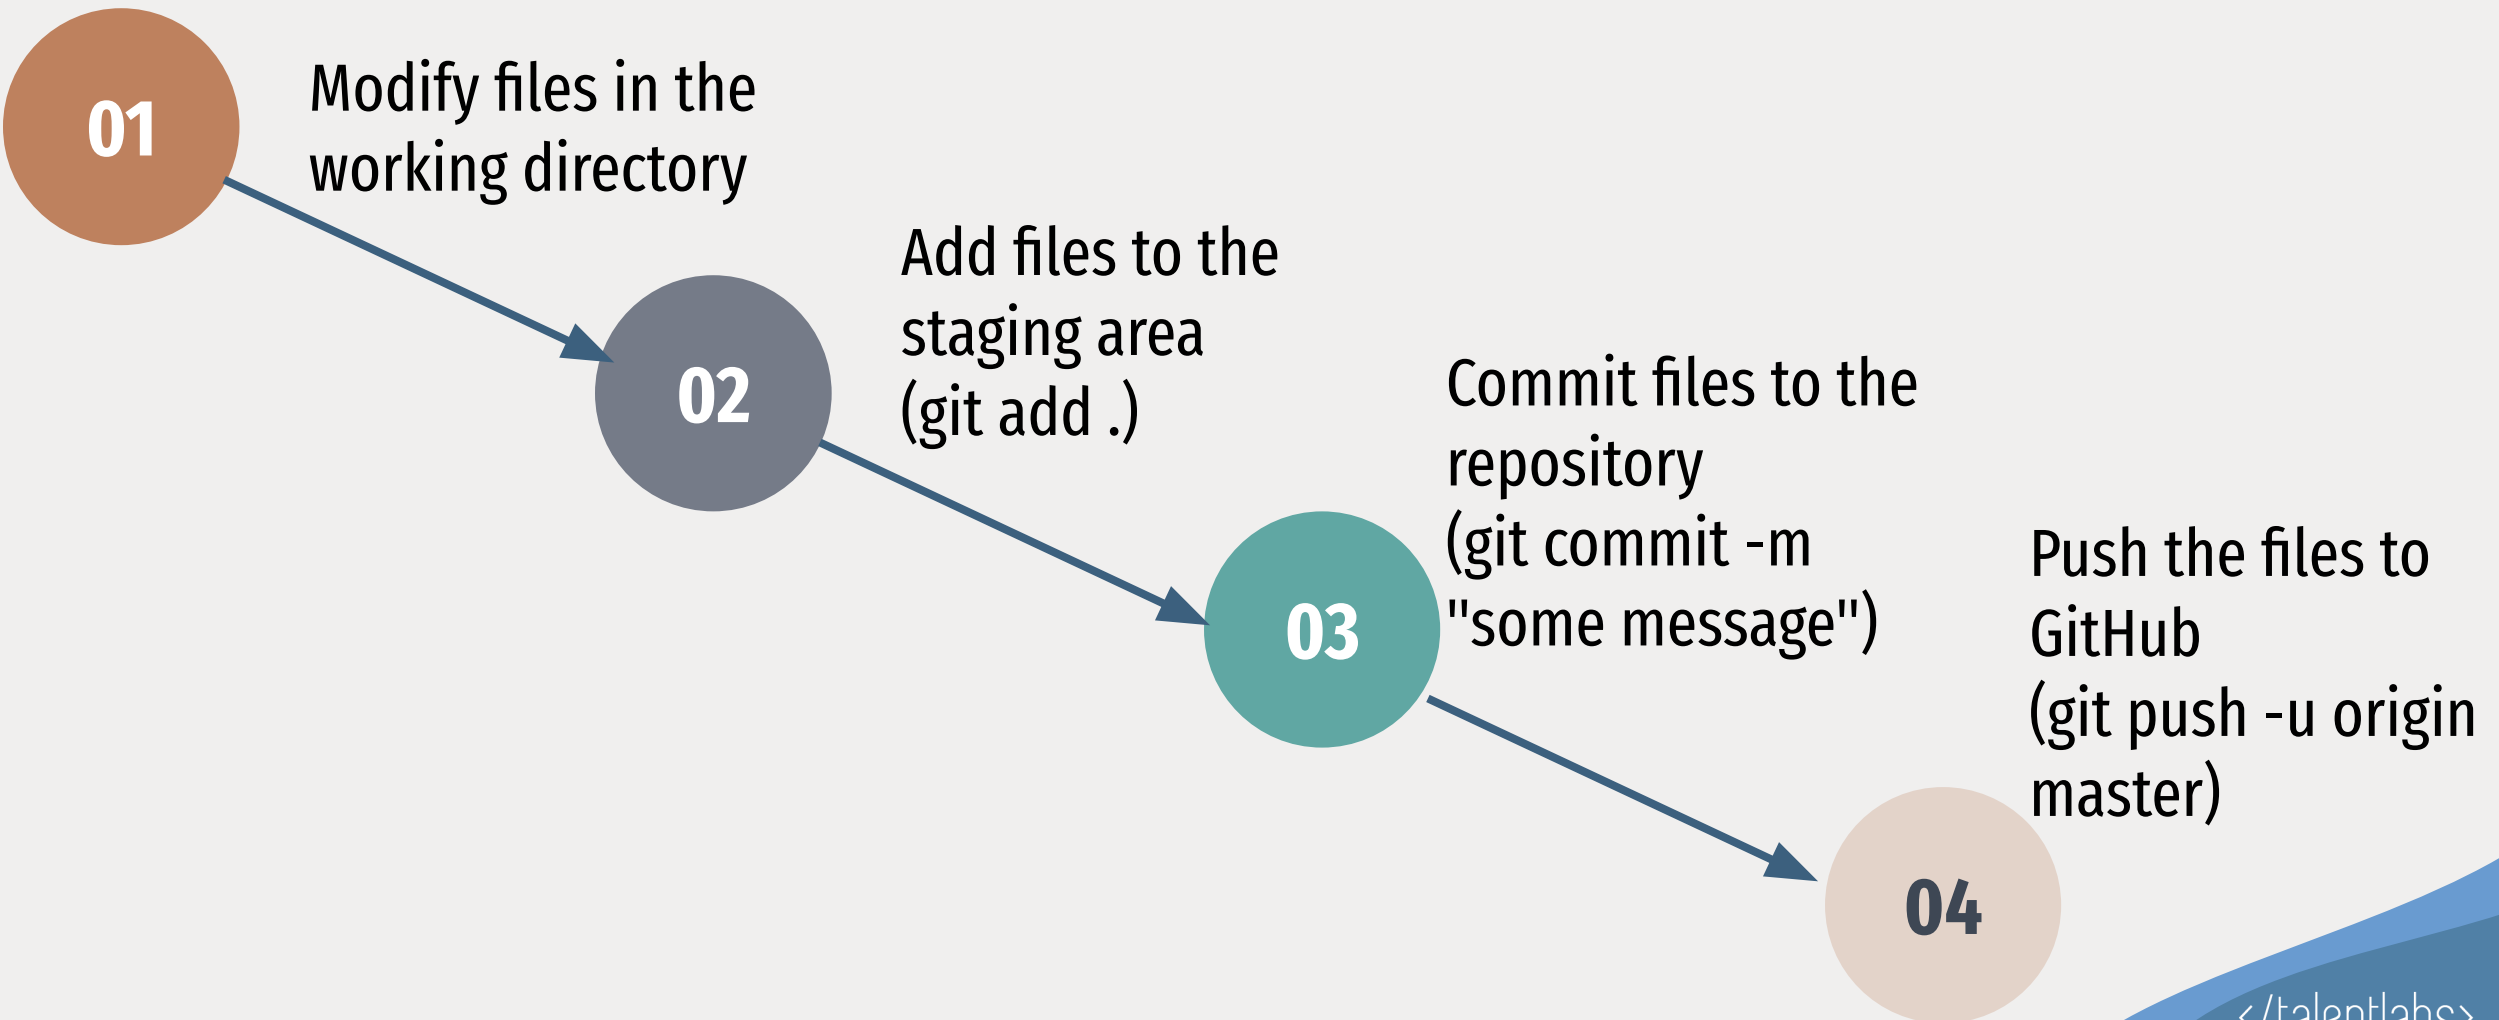 01
Modify files in the
working directory
02
Add files to the
staging area
(git add .)
03
Commit files to the
repository
(git commit -m
"some message")
04
Push the files to
GitHub
(git push -u origin
master)
</talentlabs>